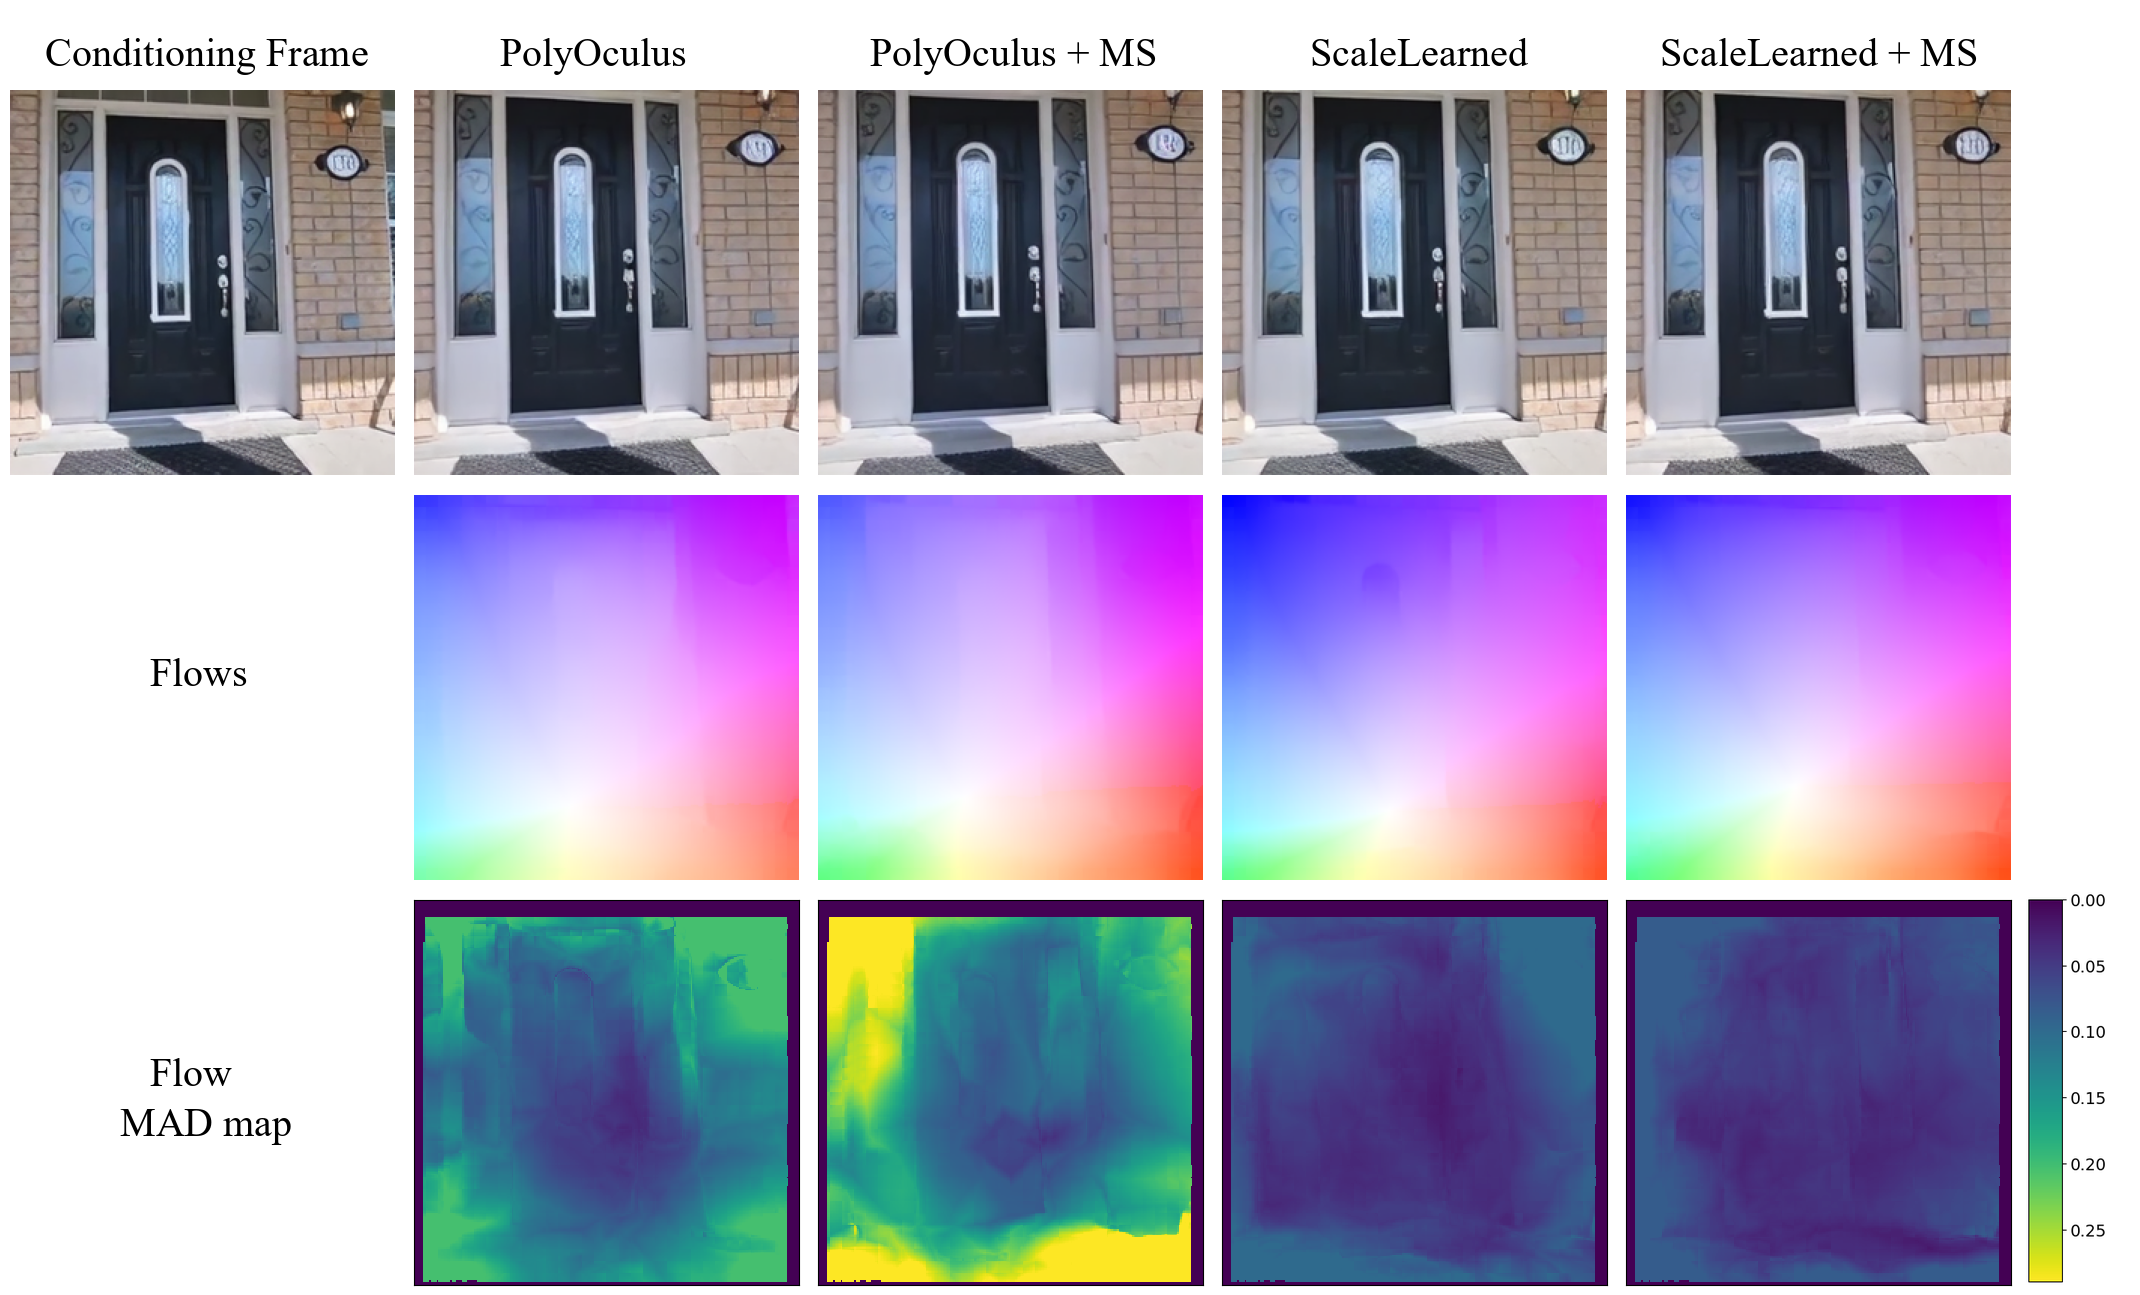 Conditioning Frame
PolyOculus
PolyOculus + MS
ScaleLearned
ScaleLearned + MS
Flows
Flow
MAD map
0.00
0.05
0.10
0.15
0.20
0.25